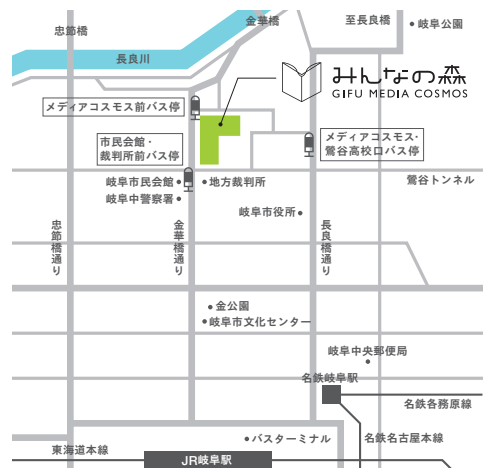 忠節橋
金華橋
至長良橋
岐阜公園
長良川
みんなの森
GIFU MEDIA COSMOS
メディアコスモス前バス停
市民会館・
裁判所前バス停
メディアコスモス・
鶯谷高校口バス停
岐阜市民会館
地方裁判所
鶯谷トンネル
岐阜中警察署
岐阜市役所
忠節橋通り
金華橋通り
長良橋通り
金公園
岐阜市文化センター
岐阜中央郵便局
名鉄岐阜駅
名鉄各務原線
バスターミナル
名鉄名古屋本線
東海道本線
JR岐阜駅